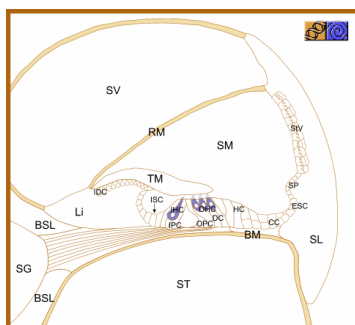 SV
StV
RM
SM
TM
IDC
SP
ISC
ESC
Li
IHC
OHC
HC
DC
CC
BSL
IPC
OPC
BM
SL
SG
BSL
ST